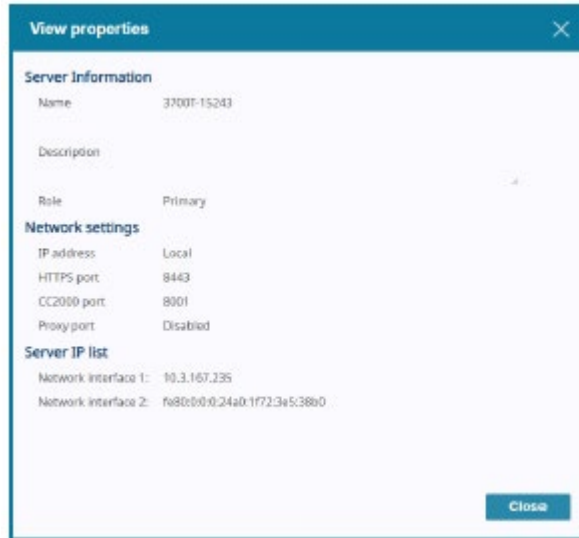 View properties
Server Information
Name 3700T-15243
Description
Role Primary
Network settings
IP address Local
HTTPS port 8443
CC2000 port 8001
Proxy port Disabled
Server IP list
Network interface 1: 10.3.167.235
Network interface 2: fe80:0:0:0:24a0:1f72:3e5:38b0
Close